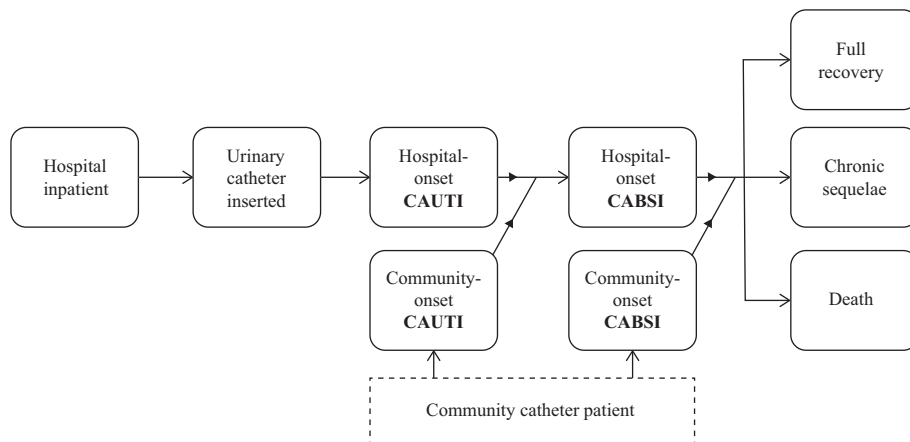 Full
recovery
Hospital
inpatient
Urinary
catheter
inserted
Hospital-
onset
CAUTI
Hospital-
onset
CABSI
Chronic
sequelae
Community-
onset
CAUTI
Community-
onset
CABSI
Death
Community catheter patient